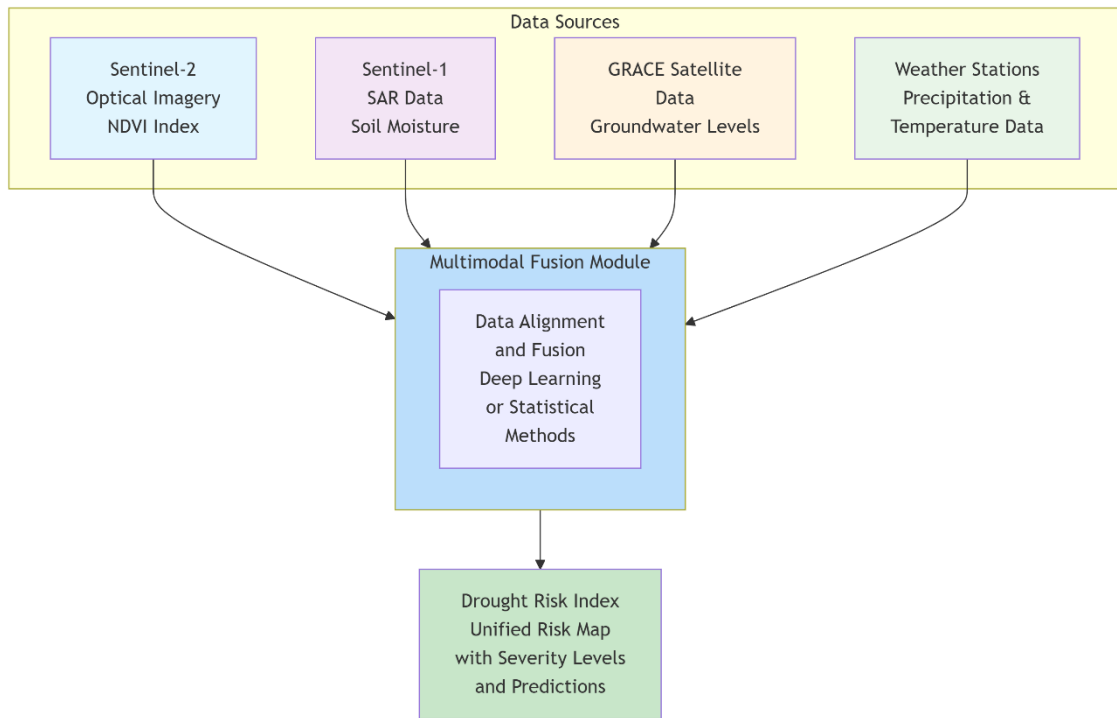 Data Sources
Sentinel-2
Optical Imagery
NDVI Index
Sentinel-1
SAR Data
Soil Moisture
GRACE Satellite
Data
Groundwater Levels
Weather Stations
Precipitation &
Temperature Data
Multimodal Fusion Module
Data Alignment
and Fusion
Deep Learning
or Statistical
Methods
Drought Risk Index
Unified Risk Map
with Severity Levels
and Predictions